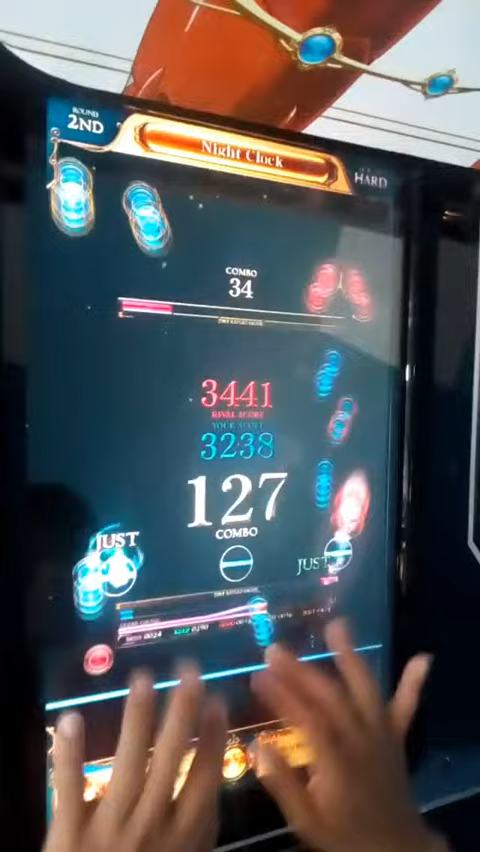 ROUND
2ND
Night Clock
HARD
COMBO
34
3441
RIVAL SCORE
YOUR SCORE
3238
127
COMBO
JUST
JUST